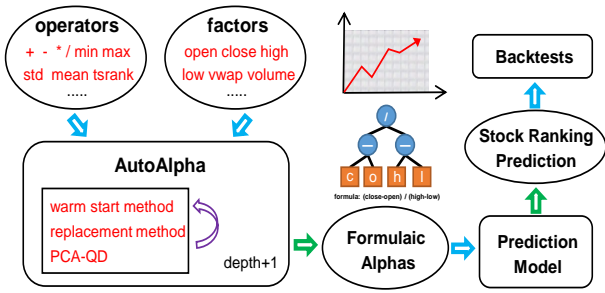 operators
+ - * / min max
std mean tsrank
.....
factors
open close high
low vwap volume
.....
Backtests
Stock Ranking
Prediction
/
— —
c o h l
formula: (close-open) / (high-low)
AutoAlpha
warm start method
replacement method
PCA-QD
depth+1
Formulaic
Alphas
Prediction
Model